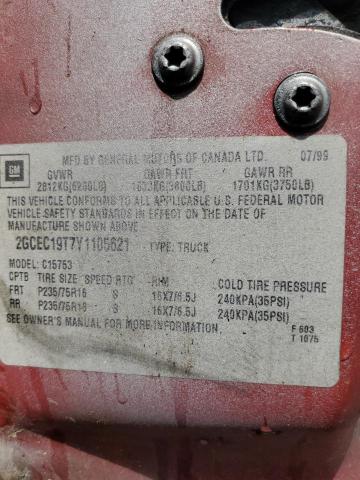 GM
MFD BY GENERAL MOTORS OF CANADA LTD. 07/99
GVWR GAWR FRT GAWR RR
2812KG(6200LB) 1633KG(3600LB) 1701KG(3750LB)
THIS VEHICLE CONFORMS TO ALL APPLICABLE U.S. FEDERAL MOTOR
VEHICLE SAFETY STANDARDS IN EFFECT ON THE DATE OF
MANUFACTURE SHOWN ABOVE.
2GCEC19T7Y1105621 TYPE: TRUCK
MODEL: C15753
CPTB TIRE SIZE SPEED RTG RIM COLD TIRE PRESSURE
FRT P235/75R16 S 16X7/6.5J 240KPA(35PSI)
RR P235/75R16 S 16X7/6.5J 240KPA(35PSI)
SEE OWNER'S MANUAL FOR MORE INFORMATION. F 603
T 1075